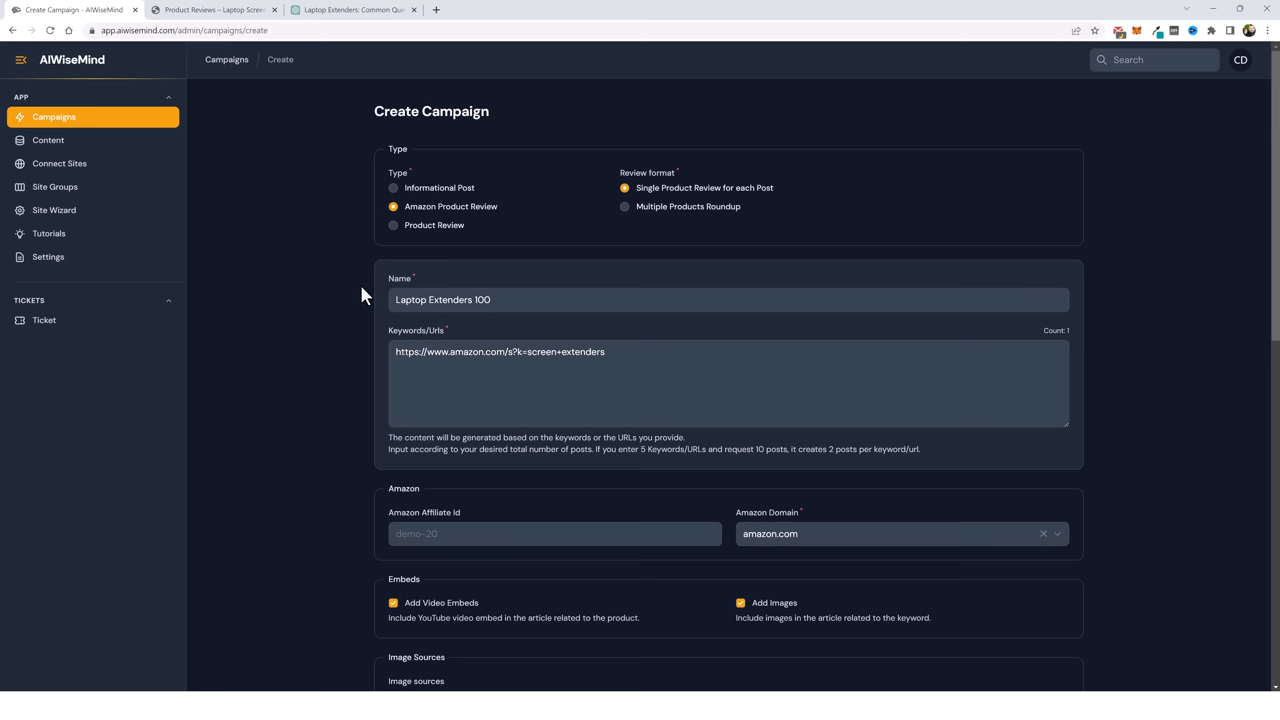 Create Campaign - AIWiseMind
Product Reviews – Laptop Scree
Laptop Extenders: Common Que
app.aiwisemind.com/admin/campaigns/create
AIWiseMind
Campaigns / Create
Search
CD
APP
Campaigns
Content
Connect Sites
Site Groups
Site Wizard
Tutorials
Settings
TICKETS
Ticket
Create Campaign
Type
Type*
Review format*
Informational Post
Single Product Review for each Post
Amazon Product Review
Multiple Products Roundup
Product Review
Name*
Laptop Extenders 100
Keywords/Urls*
Count: 1
https://www.amazon.com/s?k=screen+extenders
The content will be generated based on the keywords or the URLs you provide.
Input according to your desired total number of posts. If you enter 5 Keywords/URLs and request 10 posts, it creates 2 posts per keyword/url.
Amazon
Amazon Affiliate Id
Amazon Domain*
demo-20
amazon.com
Embeds
Add Video Embeds
Add Images
Include YouTube video embed in the article related to the product.
Include images in the article related to the keyword.
Image Sources
Image sources